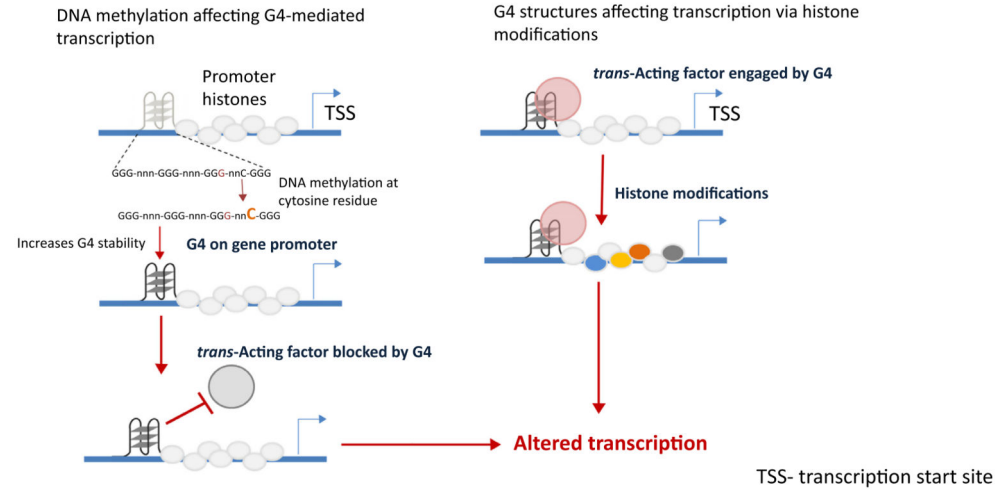 DNA methylation affecting G4-mediated
transcription
Promoter
histones
TSS
GGG-nnn-GGG-nnn-GGG-nnC-GGG
DNA methylation at
cytosine residue
GGG-nnn-GGG-nnn-GGG-nnC-GGG
Increases G4 stability
G4 on gene promoter
trans-Acting factor blocked by G4
G4 structures affecting transcription via histone
modifications
trans-Acting factor engaged by G4
TSS
Histone modifications
Altered transcription
TSS- transcription start site